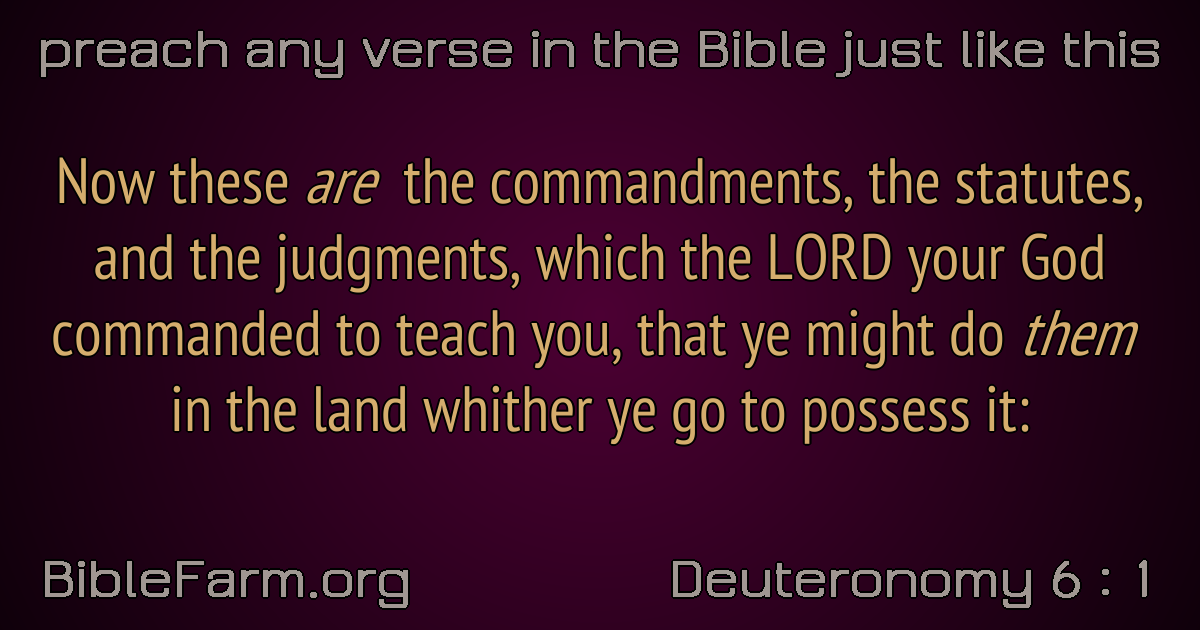 preach any verse in the Bible just like this
Now these are the commandments, the statutes,
and the judgments, which the LORD your God
commanded to teach you, that ye might do them
in the land whither ye go to possess it:
BibleFarm.org
Deuteronomy 6 : 1